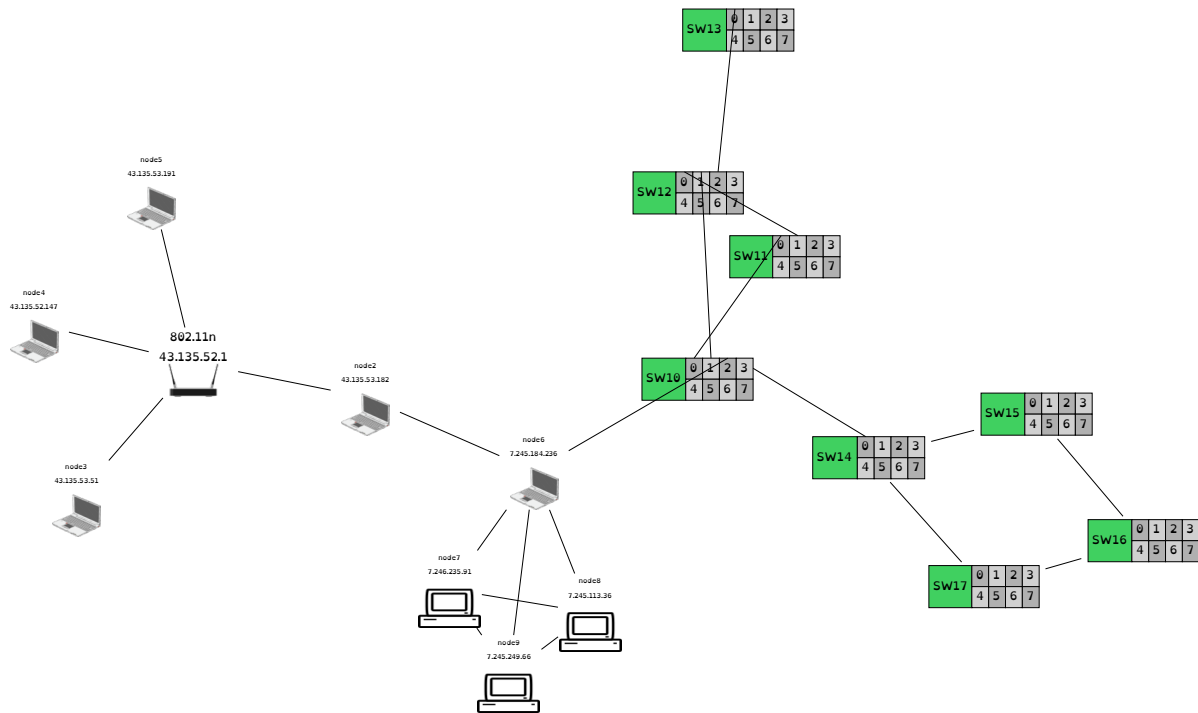 SW13 0 1 2 3
4 5 6 7
node5
43.135.53.191
SW12 0 1 2 3
4 5 6 7
SW11 0 1 2 3
4 5 6 7
node4
43.135.52.147
802.11n
43.135.52.1
node2
43.135.53.182
SW10 0 1 2 3
4 5 6 7
SW15 0 1 2 3
4 5 6 7
node6
7.245.184.236
SW14 0 1 2 3
4 5 6 7
node3
43.135.53.51
SW16 0 1 2 3
4 5 6 7
node7
7.246.235.91
node8
7.245.113.36
SW17 0 1 2 3
4 5 6 7
node9
7.245.249.66